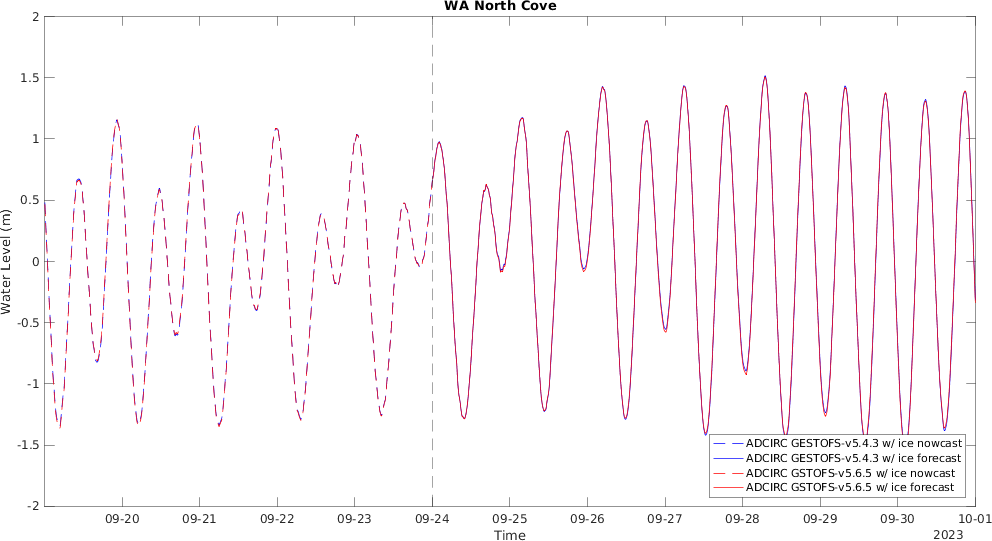 WA North Cove
2
1.5
1
0.5
0
-0.5
-1
-1.5
-2
Water Level (m)
09-20 09-21 09-22 09-23 09-24 09-25 09-26 09-27 09-28 09-29 09-30 10-01
Time
2023
ADCIRC GESTOFS-v5.4.3 w/ ice nowcast
ADCIRC GESTOFS-v5.4.3 w/ ice forecast
ADCIRC GSTOFS-v5.6.5 w/ ice nowcast
ADCIRC GSTOFS-v5.6.5 w/ ice forecast